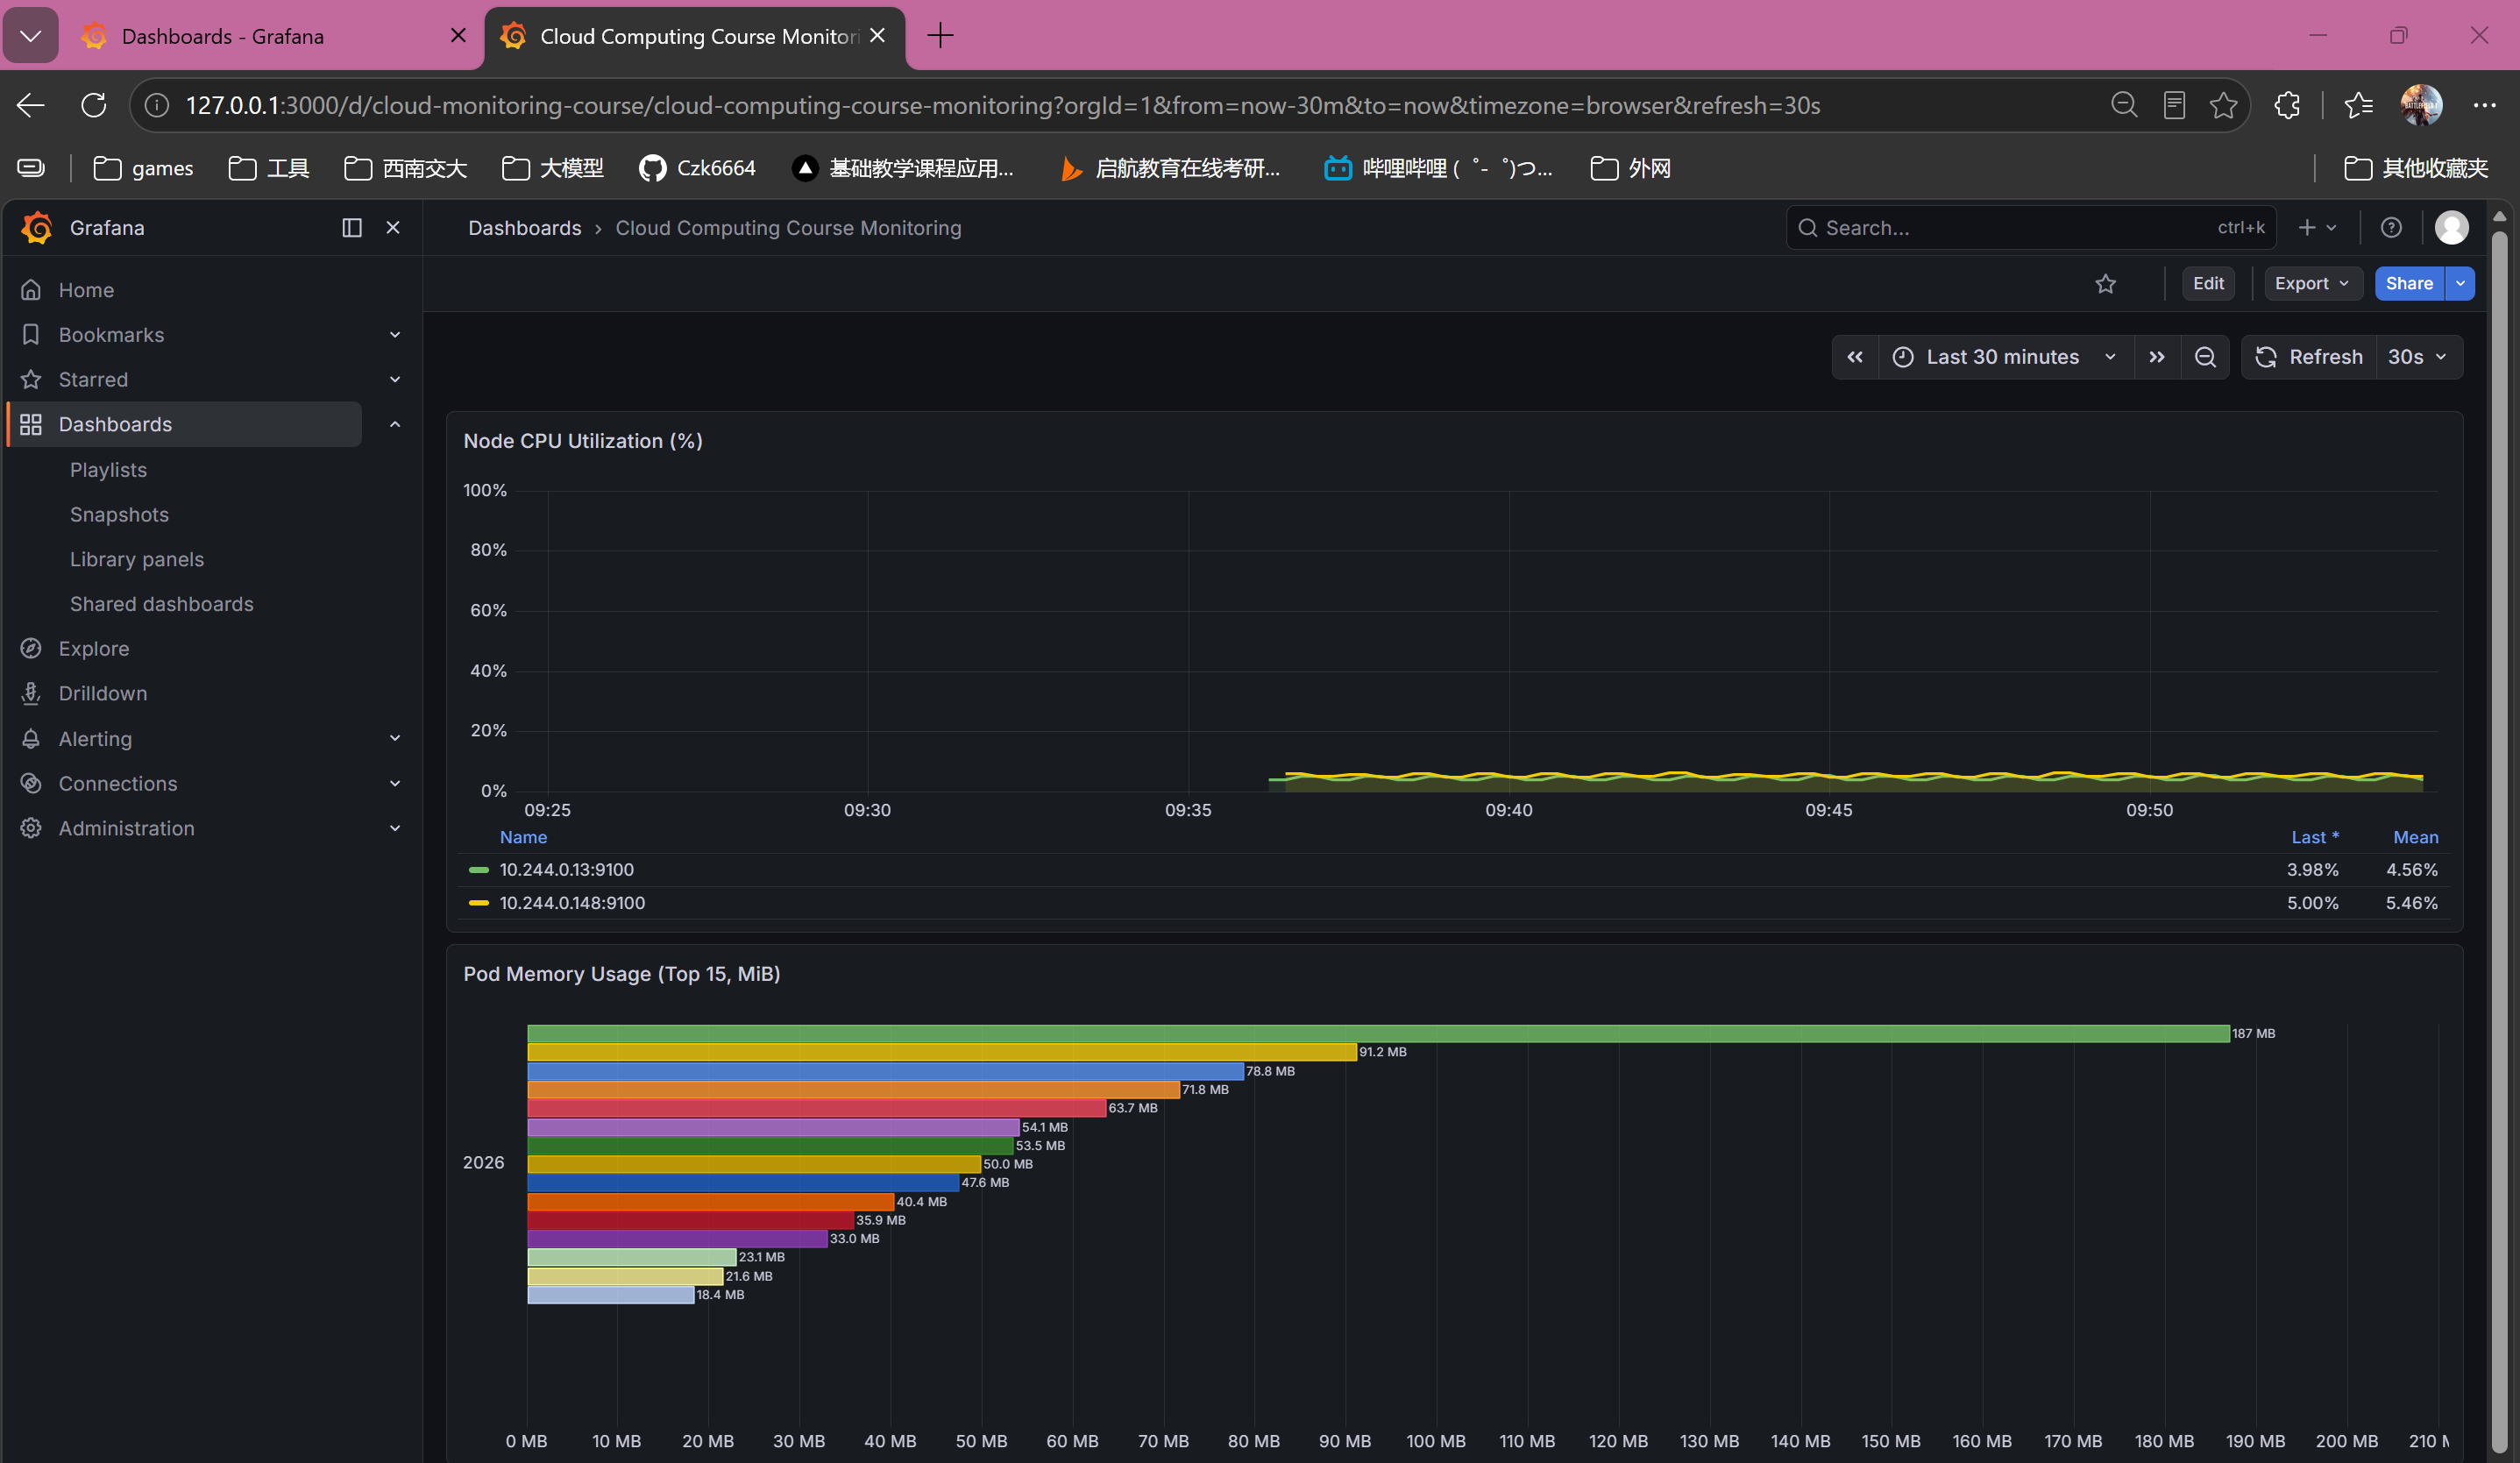 Dashboards - Grafana
Cloud Computing Course Monitori
127.0.0.1:3000/d/cloud-monitoring-course/cloud-computing-course-monitoring?orgId=1&from=now-30m&to=now&timezone=browser&refresh=30s
games
工具
西南交大
大模型
Czk6664
基础教学课程应用...
启航教育在线考研...
哔哩哔哩 (゜-゜)つ...
外网
其他收藏夹
Grafana
Dashboards › Cloud Computing Course Monitoring
Search...
ctrl+k
Home
Bookmarks
Starred
Dashboards
Playlists
Snapshots
Library panels
Shared dashboards
Explore
Drilldown
Alerting
Connections
Administration
Edit
Export
Share
Last 30 minutes
Refresh
30s
Node CPU Utilization (%)
100%
80%
60%
40%
20%
0%
09:25
09:30
09:35
09:40
09:45
09:50
Name Last * Mean
10.244.0.13:9100 3.98% 4.56%
10.244.0.148:9100 5.00% 5.46%
Pod Memory Usage (Top 15, MiB)
187 MB
91.2 MB
78.8 MB
71.8 MB
63.7 MB
54.1 MB
53.5 MB
2026
50.0 MB
47.6 MB
40.4 MB
35.9 MB
33.0 MB
23.1 MB
21.6 MB
18.4 MB
0 MB
10 MB
20 MB
30 MB
40 MB
50 MB
60 MB
70 MB
80 MB
90 MB
100 MB
110 MB
120 MB
130 MB
140 MB
150 MB
160 MB
170 MB
180 MB
190 MB
200 MB
210